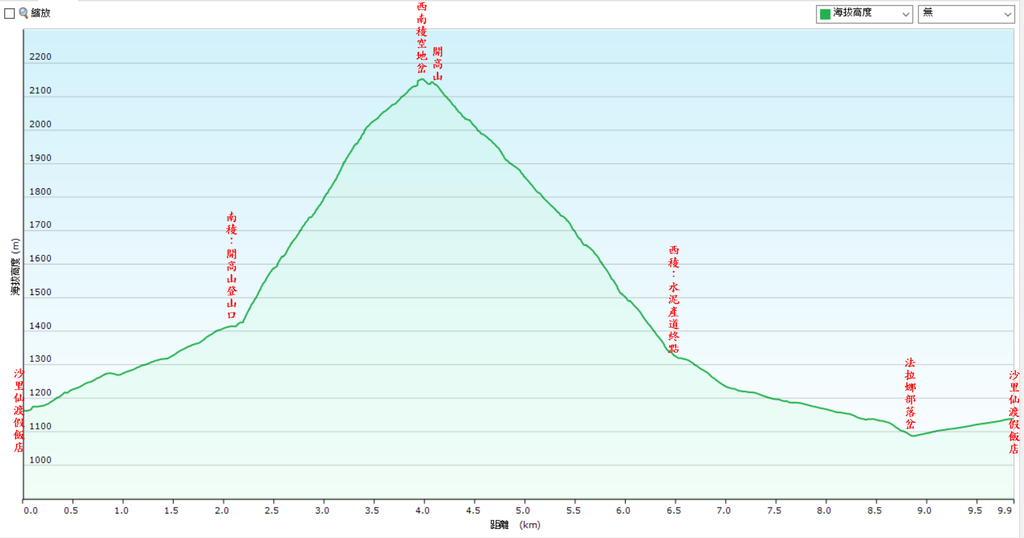 縮放
海拔高度
無
西南稜空地岔
開高山
南稜：開高山登山口
西稜：水泥產道終點
法拉娜部落岔
沙里仙渡假飯店
沙里仙渡假飯店
海拔高度 (m)
2200
2100
2000
1900
1800
1700
1600
1500
1400
1300
1200
1100
1000
0.0 0.5 1.0 1.5 2.0 2.5 3.0 3.5 4.0 4.5 5.0 5.5 6.0 6.5 7.0 7.5 8.0 8.5 9.0 9.5 9.9
距離 (km)